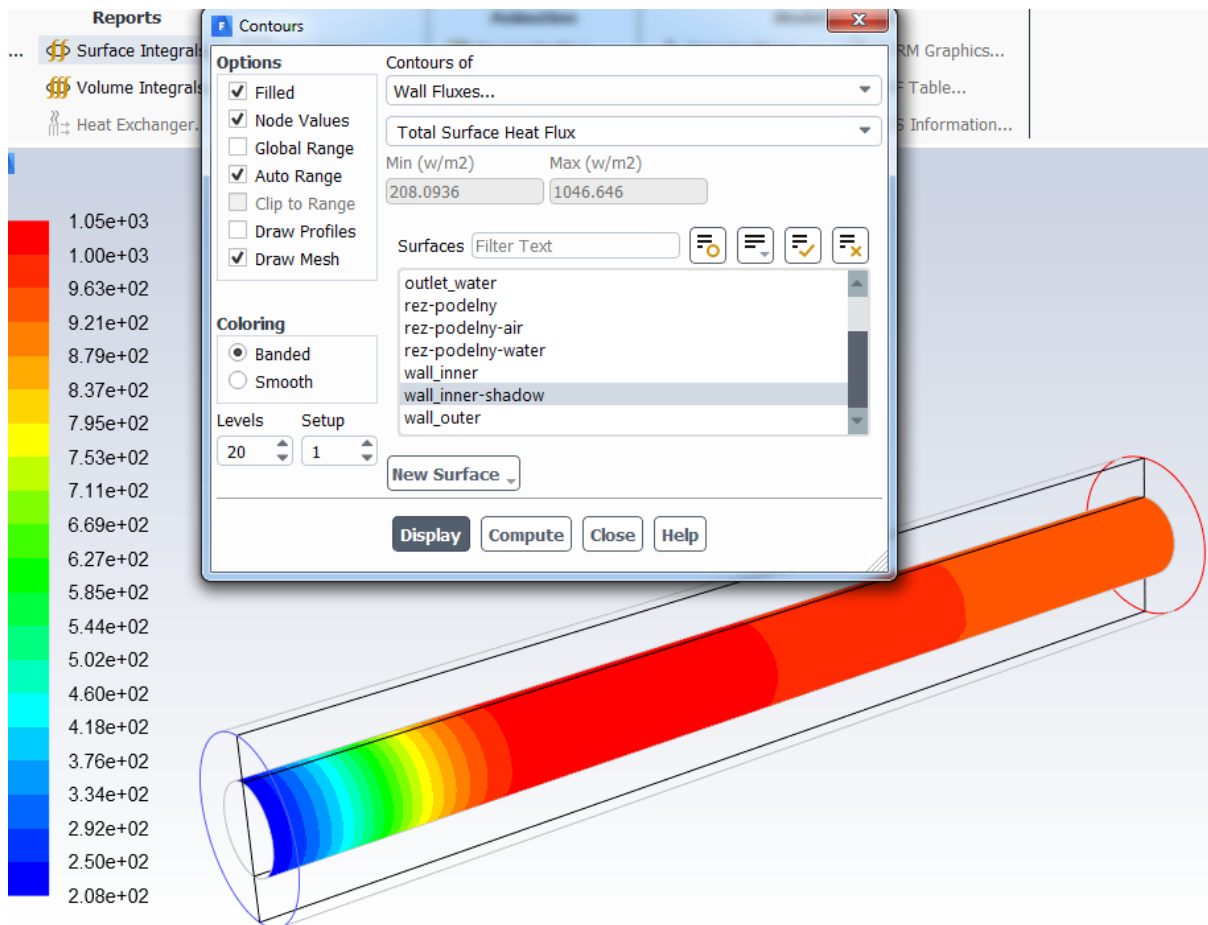 Reports
Animation
... Surface Integrals
Volume Integrals
Heat Exchanger.
RM Graphics...
Table...
Information...
Contours
Options
Filled
Node Values
Global Range
Auto Range
Clip to Range
Draw Profiles
Draw Mesh
Coloring
Banded
Smooth
Levels Setup
20 1
Contours of
Wall Fluxes...
Total Surface Heat Flux
Min (w/m2) Max (w/m2)
208.0936 1046.646
Surfaces Filter Text
outlet_water
rez-podelny
rez-podelny-air
rez-podelny-water
wall_inner
wall_inner-shadow
wall_outer
New Surface
Display Compute Close Help
1.05e+03
1.00e+03
9.63e+02
9.21e+02
8.79e+02
8.37e+02
7.95e+02
7.53e+02
7.11e+02
6.69e+02
6.27e+02
5.85e+02
5.44e+02
5.02e+02
4.60e+02
4.18e+02
3.76e+02
3.34e+02
2.92e+02
2.50e+02
2.08e+02